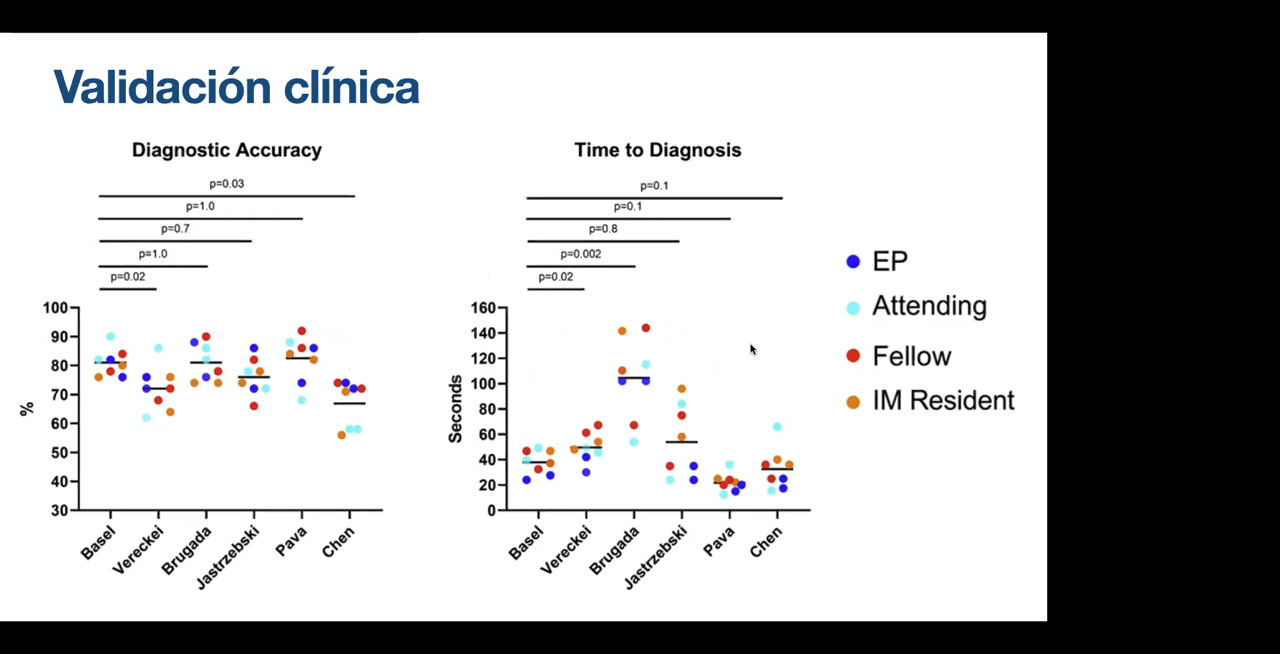 Validación clínica
Diagnostic Accuracy
p=0.03
p=1.0
p=0.7
p=1.0
p=0.02
100
90
80
70
60
50
40
30
%
Basel
Vereckei
Brugada
Jastrzebski
Pava
Chen
Time to Diagnosis
p=0.1
p=0.1
p=0.8
p=0.002
p=0.02
160
140
120
100
80
60
40
20
0
Seconds
Basel
Vereckei
Brugada
Jastrzebski
Pava
Chen
EP
Attending
Fellow
IM Resident